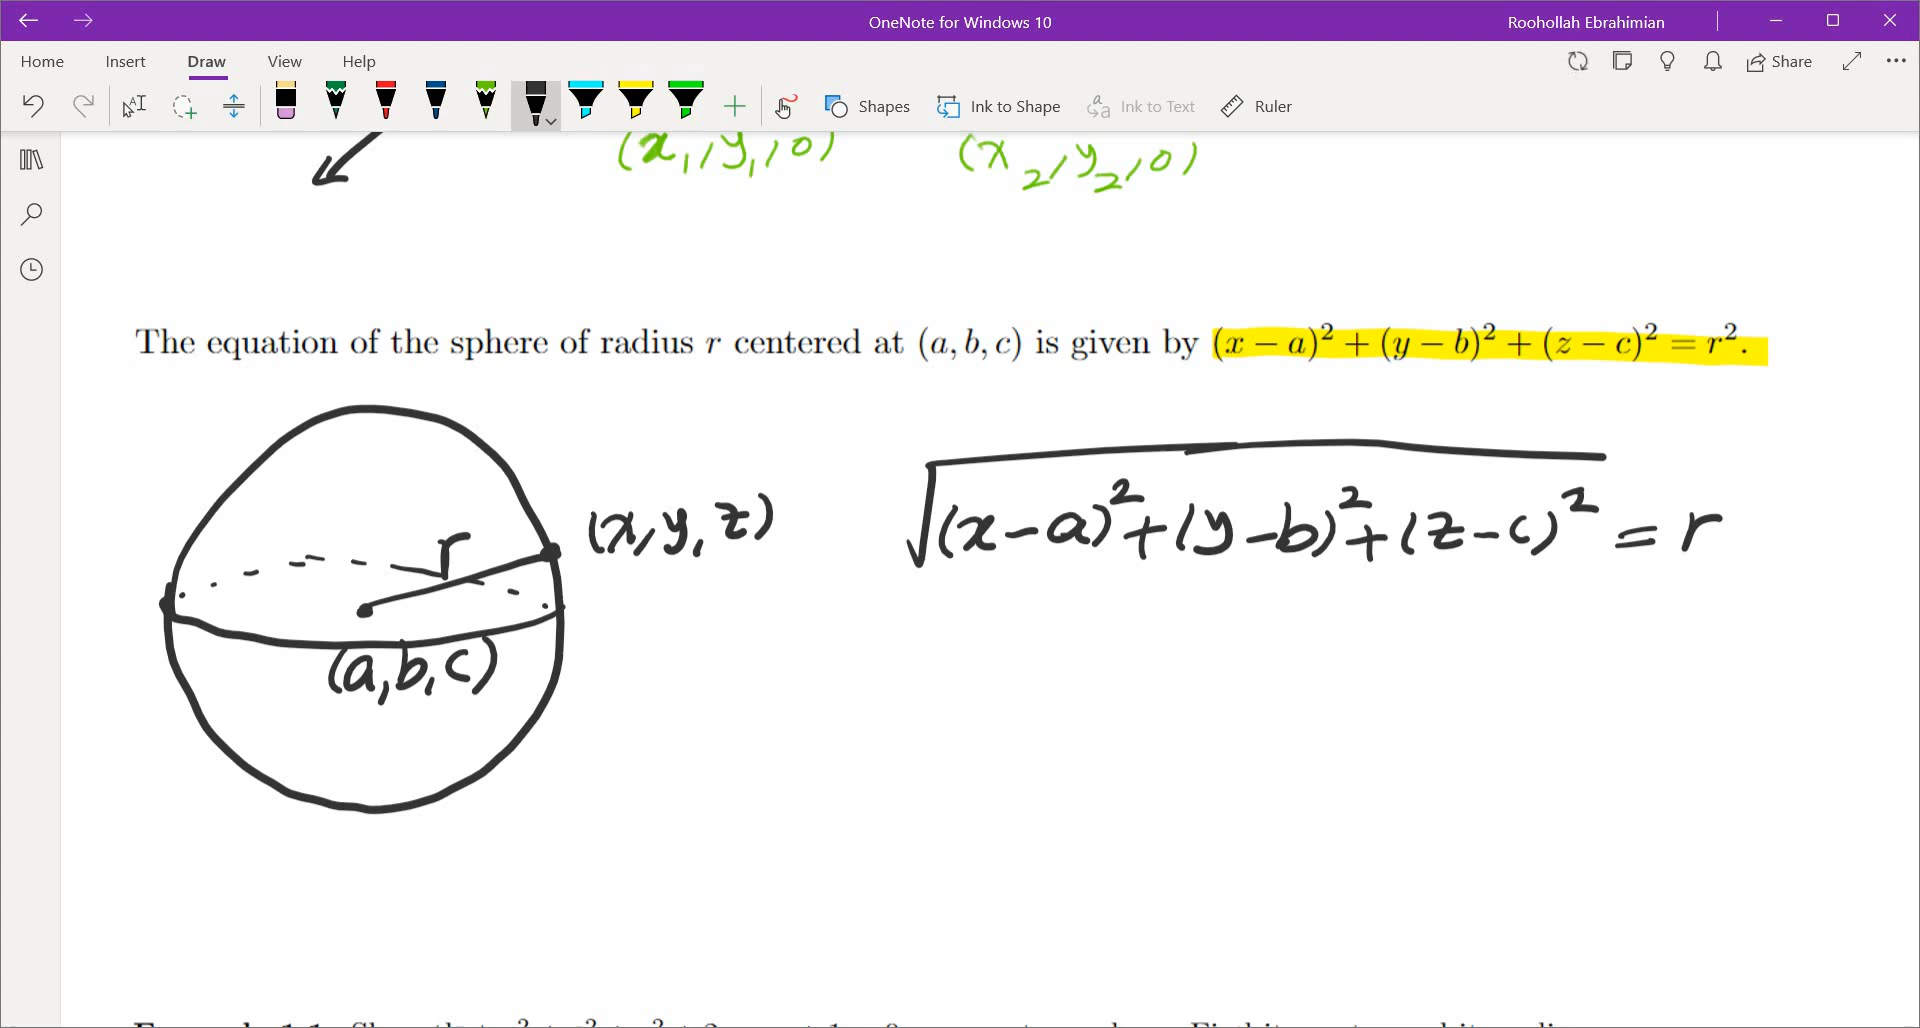 OneNote for Windows 10
Roohollah Ebrahimian
Home Insert Draw View Help
Share
Shapes Ink to Shape Ink to Text Ruler
(x₁, y₁, 0) (x₂, y₂, 0)
The equation of the sphere of radius r centered at (a, b, c) is given by (x − a)² + (y − b)² + (z − c)² = r².
r
(x, y, z)
√((x−a)²+(y−b)²+(z−c)²) = r
(a, b, c)